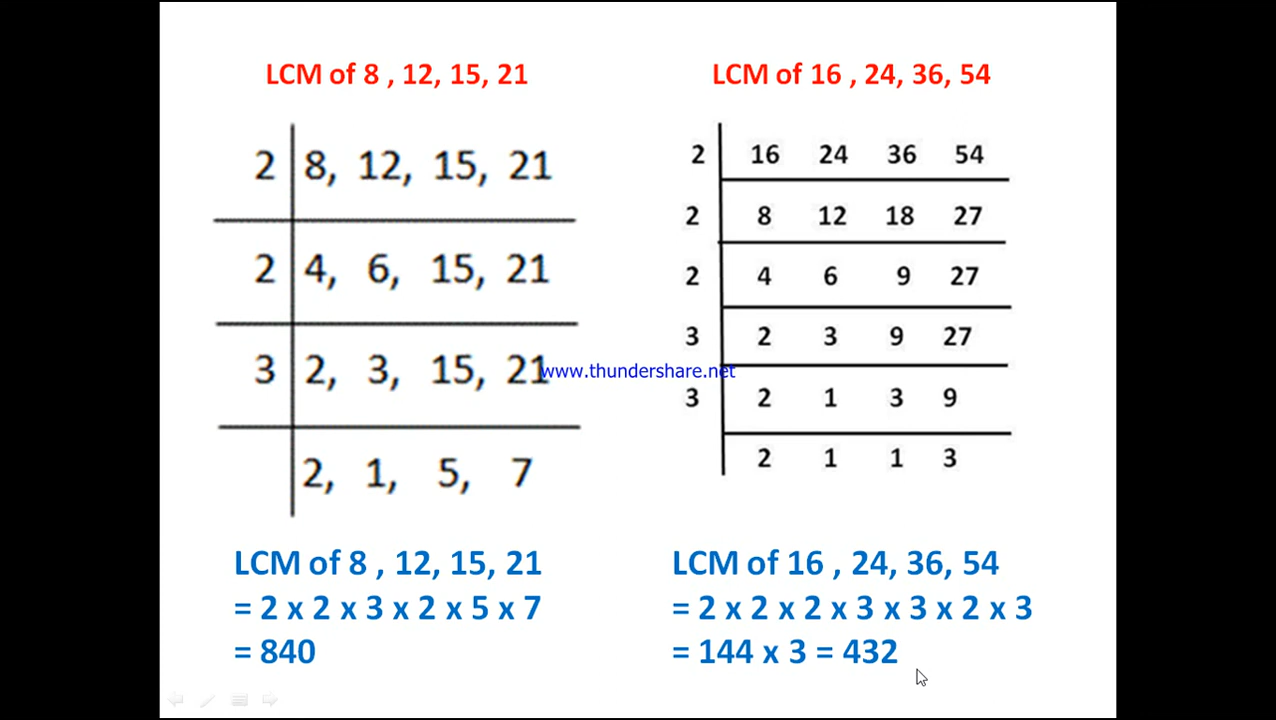 LCM of 8 , 12, 15, 21
2 8, 12, 15, 21
2 4, 6, 15, 21
3 2, 3, 15, 21
2, 1, 5, 7
LCM of 8 , 12, 15, 21
= 2 x 2 x 3 x 2 x 5 x 7
= 840
www.thundershare.net
LCM of 16 , 24, 36, 54
2 16 24 36 54
2 8 12 18 27
2 4 6 9 27
3 2 3 9 27
3 2 1 3 9
2 1 1 3
LCM of 16 , 24, 36, 54
= 2 x 2 x 2 x 3 x 3 x 2 x 3
= 144 x 3 = 432